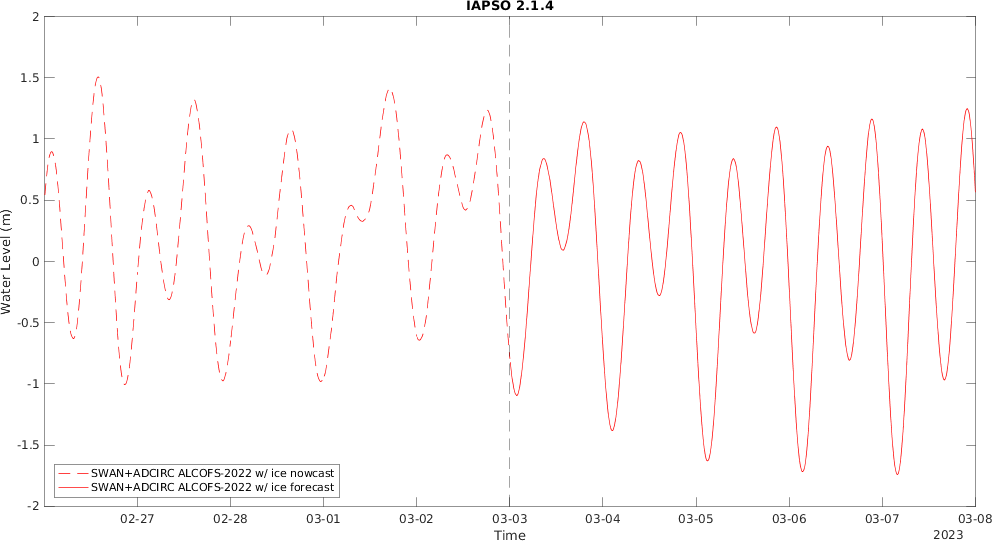 IAPSO 2.1.4
2
1.5
1
0.5
0
-0.5
-1
-1.5
-2
Water Level (m)
SWAN+ADCIRC ALCOFS-2022 w/ ice nowcast
SWAN+ADCIRC ALCOFS-2022 w/ ice forecast
02-27 02-28 03-01 03-02 03-03 03-04 03-05 03-06 03-07 03-08
Time
2023